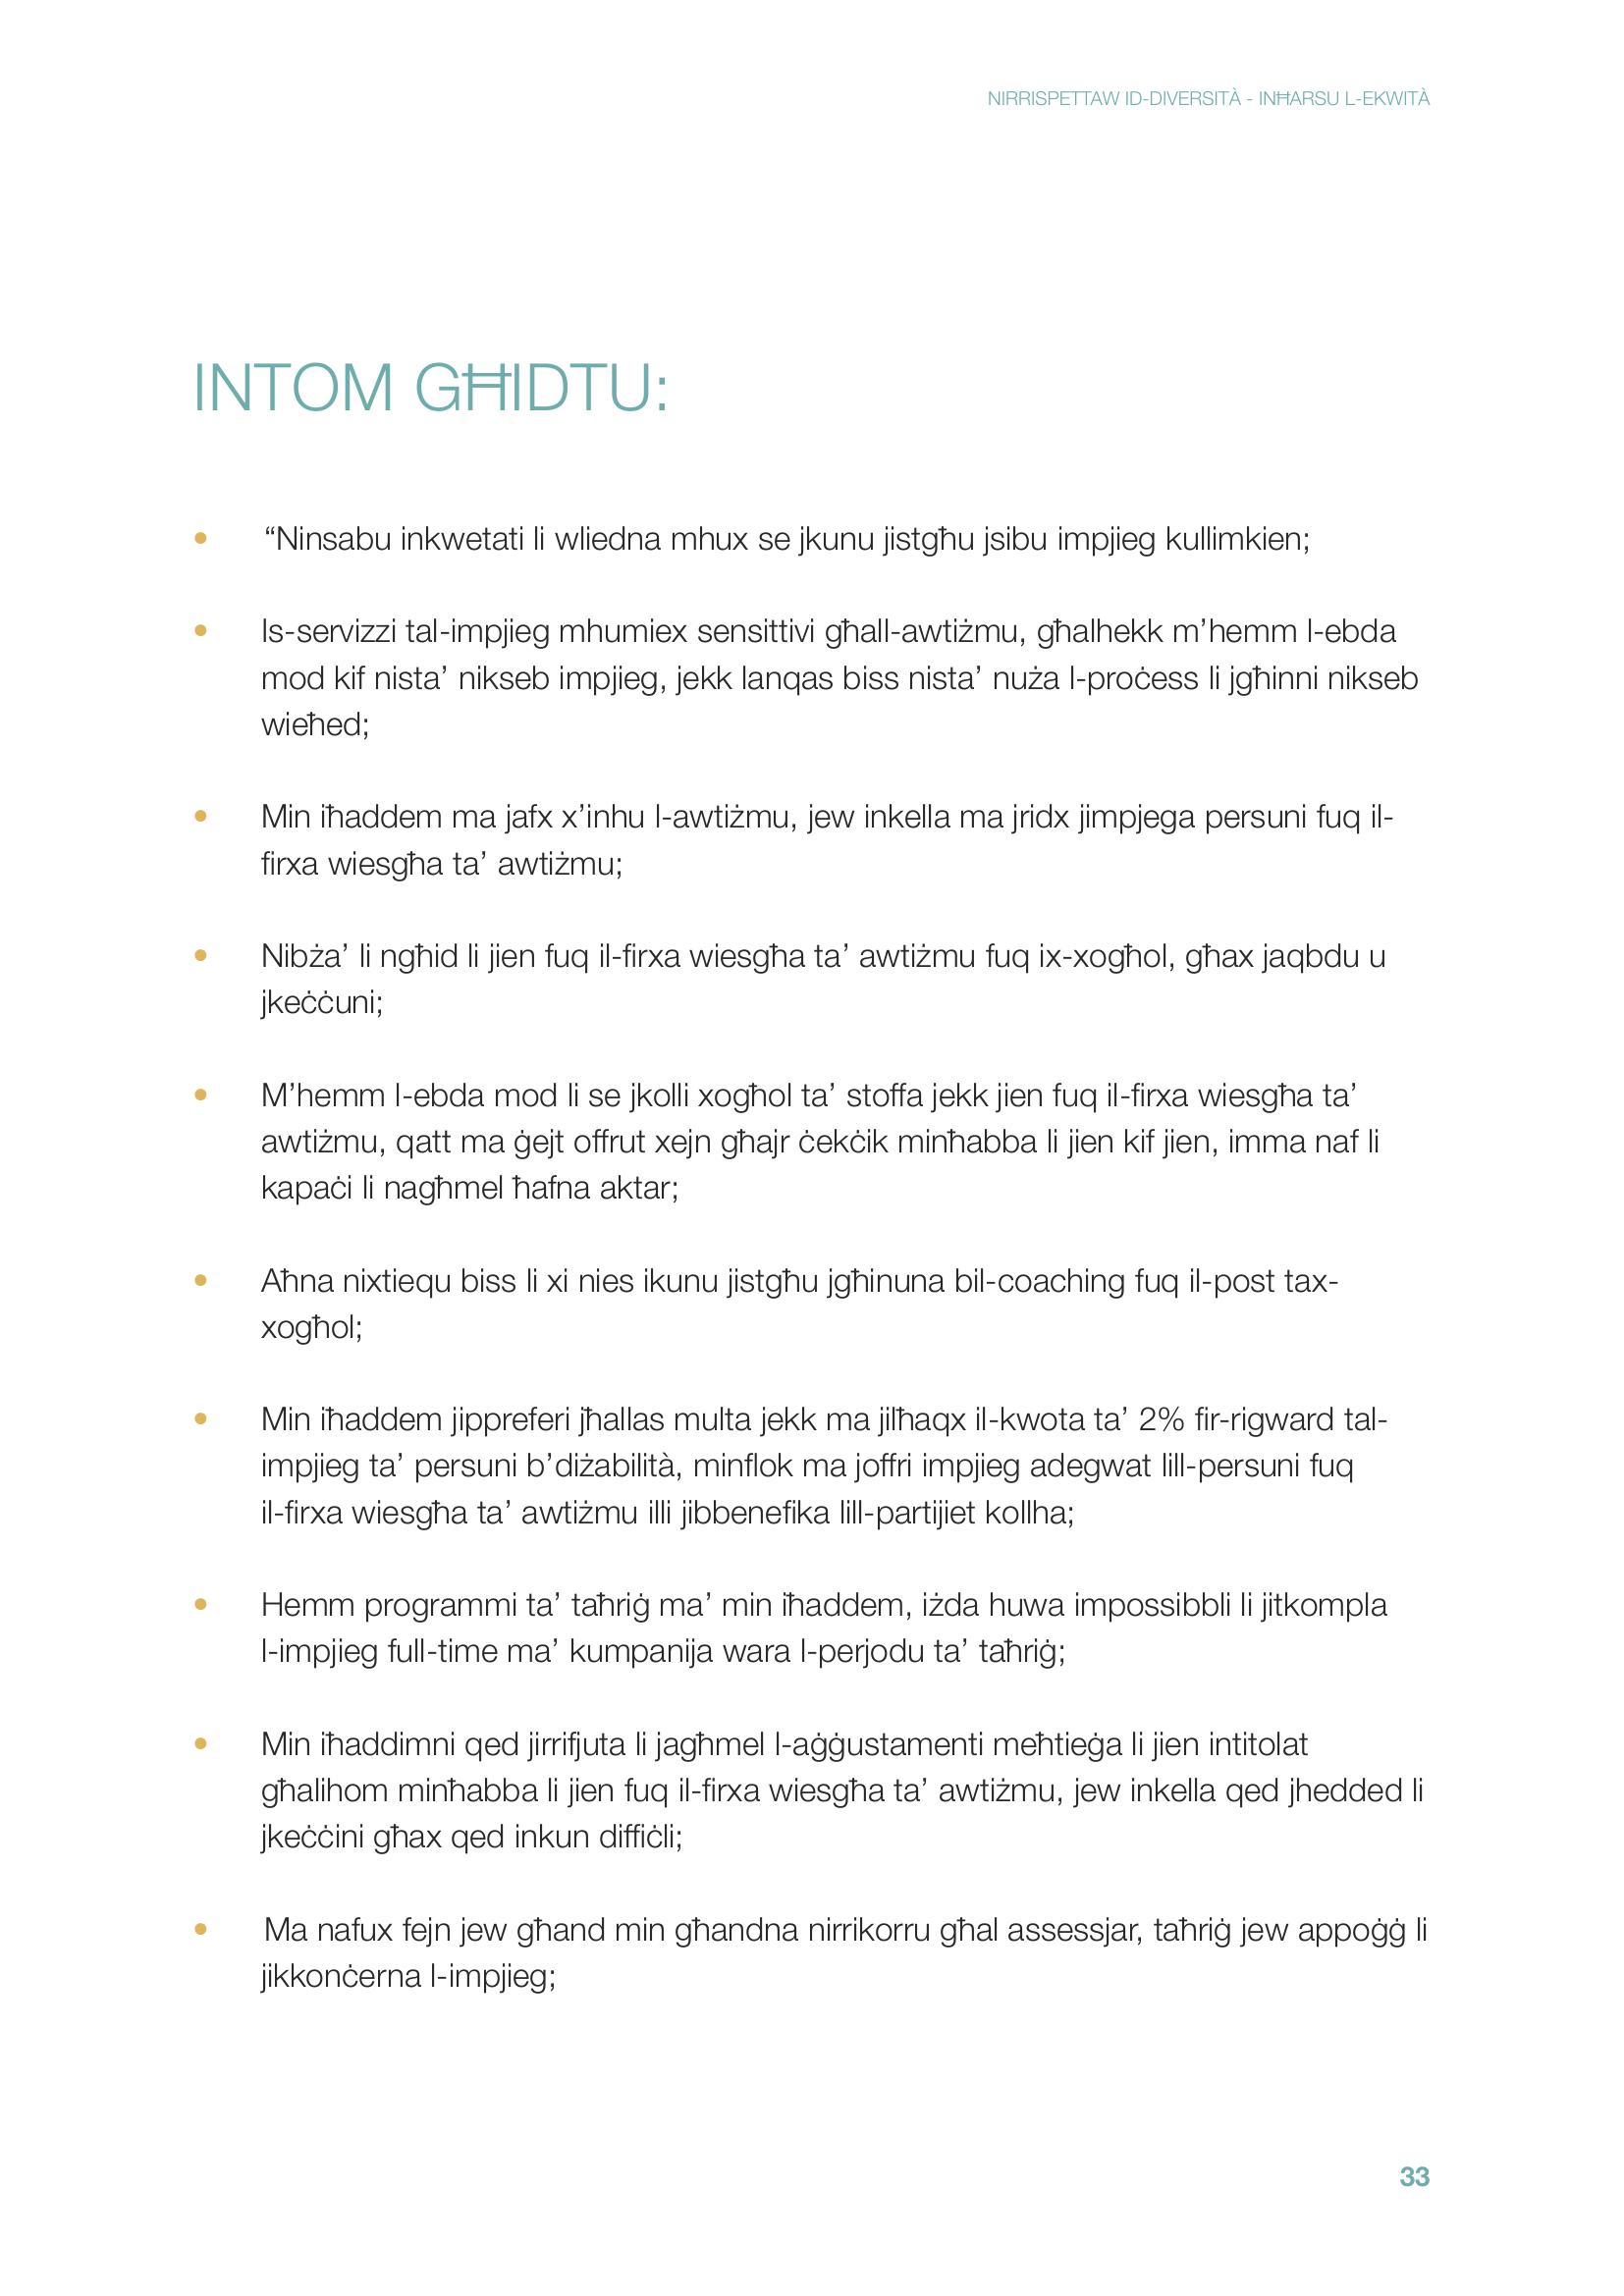 NIRRISPETTAW ID-DIVERSITÀ - INĦARSU L-EKWITÀ
INTOM GĦIDTU:
• “Ninsabu inkwetati li wliedna mhux se jkunu jistgħu jsibu impjieg kullimkien;
• Is-servizzi tal-impjieg mhumiex sensittivi għall-awtiżmu, għalhekk m’hemm l-ebda
mod kif nista’ nikseb impjieg, jekk lanqas biss nista’ nuża l-proċess li jgħinni nikseb
wieħed;
• Min iħaddem ma jafx x’inhu l-awtiżmu, jew inkella ma jridx jimpjega persuni fuq il-
firxa wiesgħa ta’ awtiżmu;
• Nibża’ li ngħid li jien fuq il-firxa wiesgħa ta’ awtiżmu fuq ix-xogħol, għax jaqbdu u
jkeċċuni;
• M’hemm l-ebda mod li se jkolli xogħol ta’ stoffa jekk jien fuq il-firxa wiesgħa ta’
awtiżmu, qatt ma ġejt offrut xejn għajr ċekċik minħabba li jien kif jien, imma naf li
kapaċi li nagħmel ħafna aktar;
• Aħna nixtiequ biss li xi nies ikunu jistgħu jgħinuna bil-coaching fuq il-post tax-
xogħol;
• Min iħaddem jippreferi jħallas multa jekk ma jilħaqx il-kwota ta’ 2% fir-rigward tal-
impjieg ta’ persuni b’diżabilità, minflok ma joffri impjieg adegwat lill-persuni fuq
il-firxa wiesgħa ta’ awtiżmu illi jibbenefika lill-partijiet kollha;
• Hemm programmi ta’ taħriġ ma’ min iħaddem, iżda huwa impossibbli li jitkompla
l-impjieg full-time ma’ kumpanija wara l-perjodu ta’ taħriġ;
• Min iħaddimni qed jirrifjuta li jagħmel l-aġġustamenti meħtieġa li jien intitolat
għalihom minħabba li jien fuq il-firxa wiesgħa ta’ awtiżmu, jew inkella qed jhedded li
jkeċċini għax qed inkun diffiċli;
• Ma nafux fejn jew għand min għandna nirrikorru għal assessjar, taħriġ jew appoġġ li
jikkonċerna l-impjieg;
33